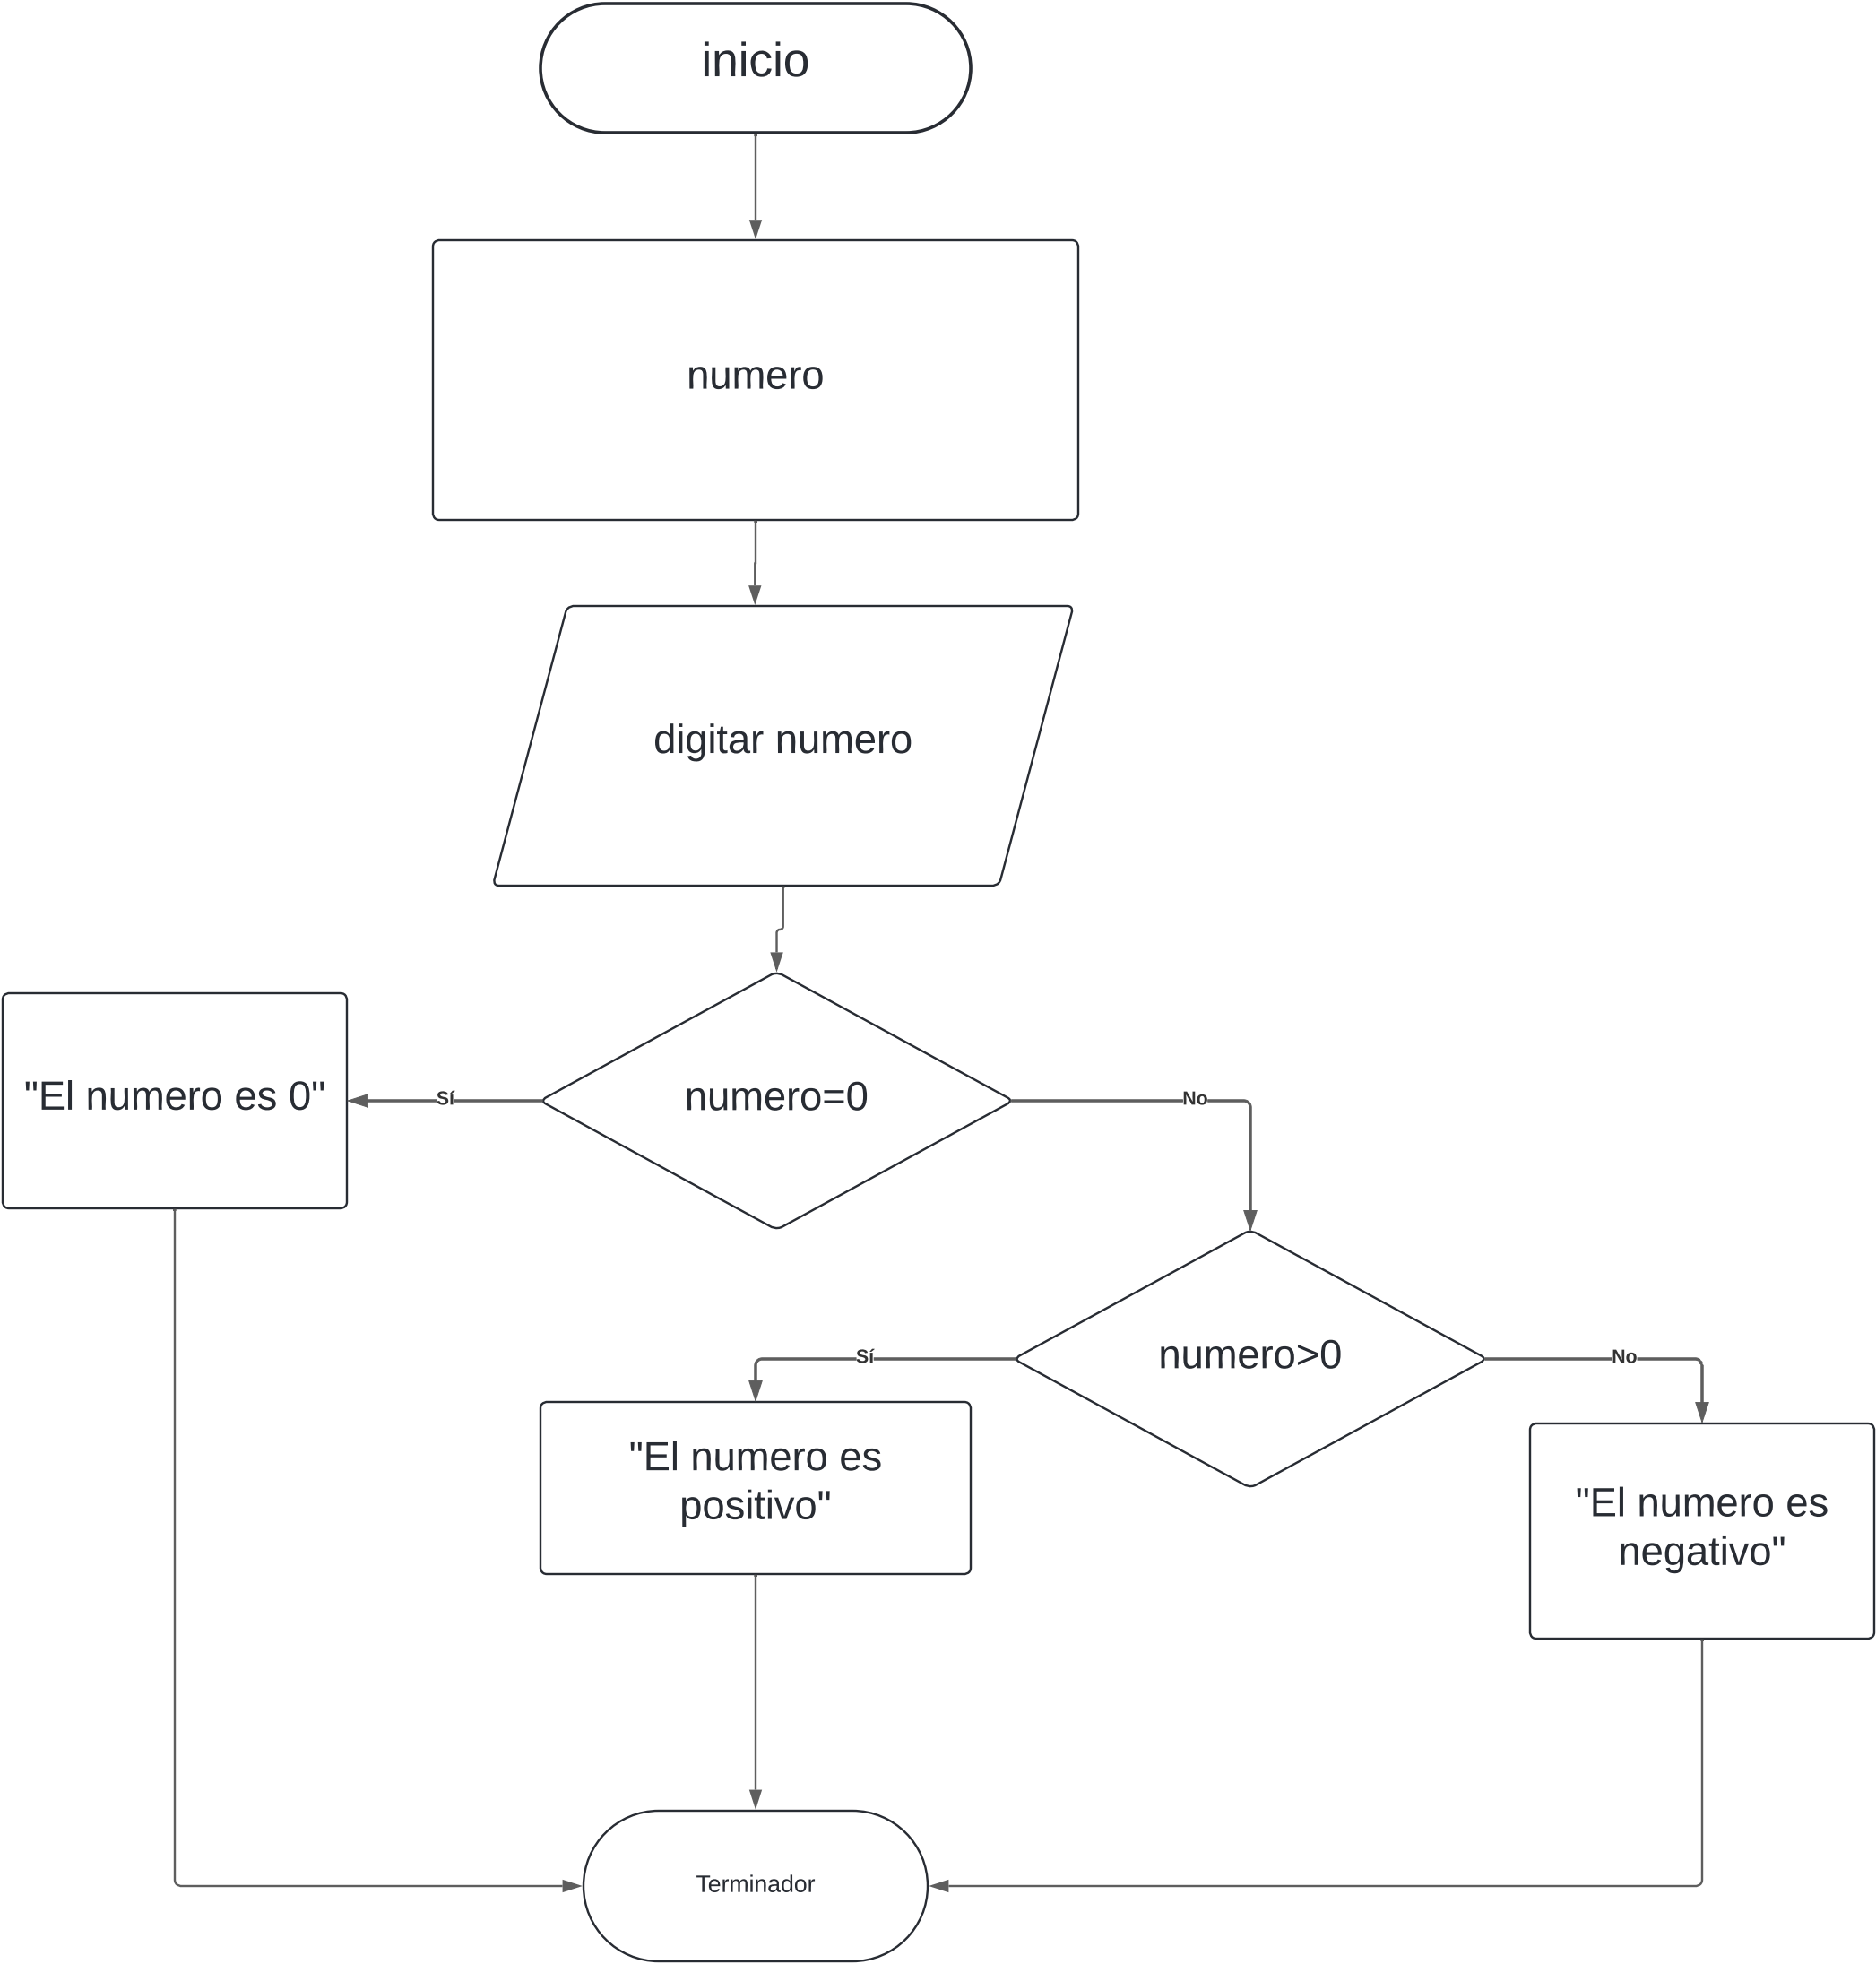 inicio
numero
digitar numero
numero=0
Sí
No
"El numero es 0"
numero>0
Sí
No
"El numero es
positivo"
"El numero es
negativo"
Terminador